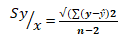 Sy/x = √(∑(y−ŷ)2 / n−2